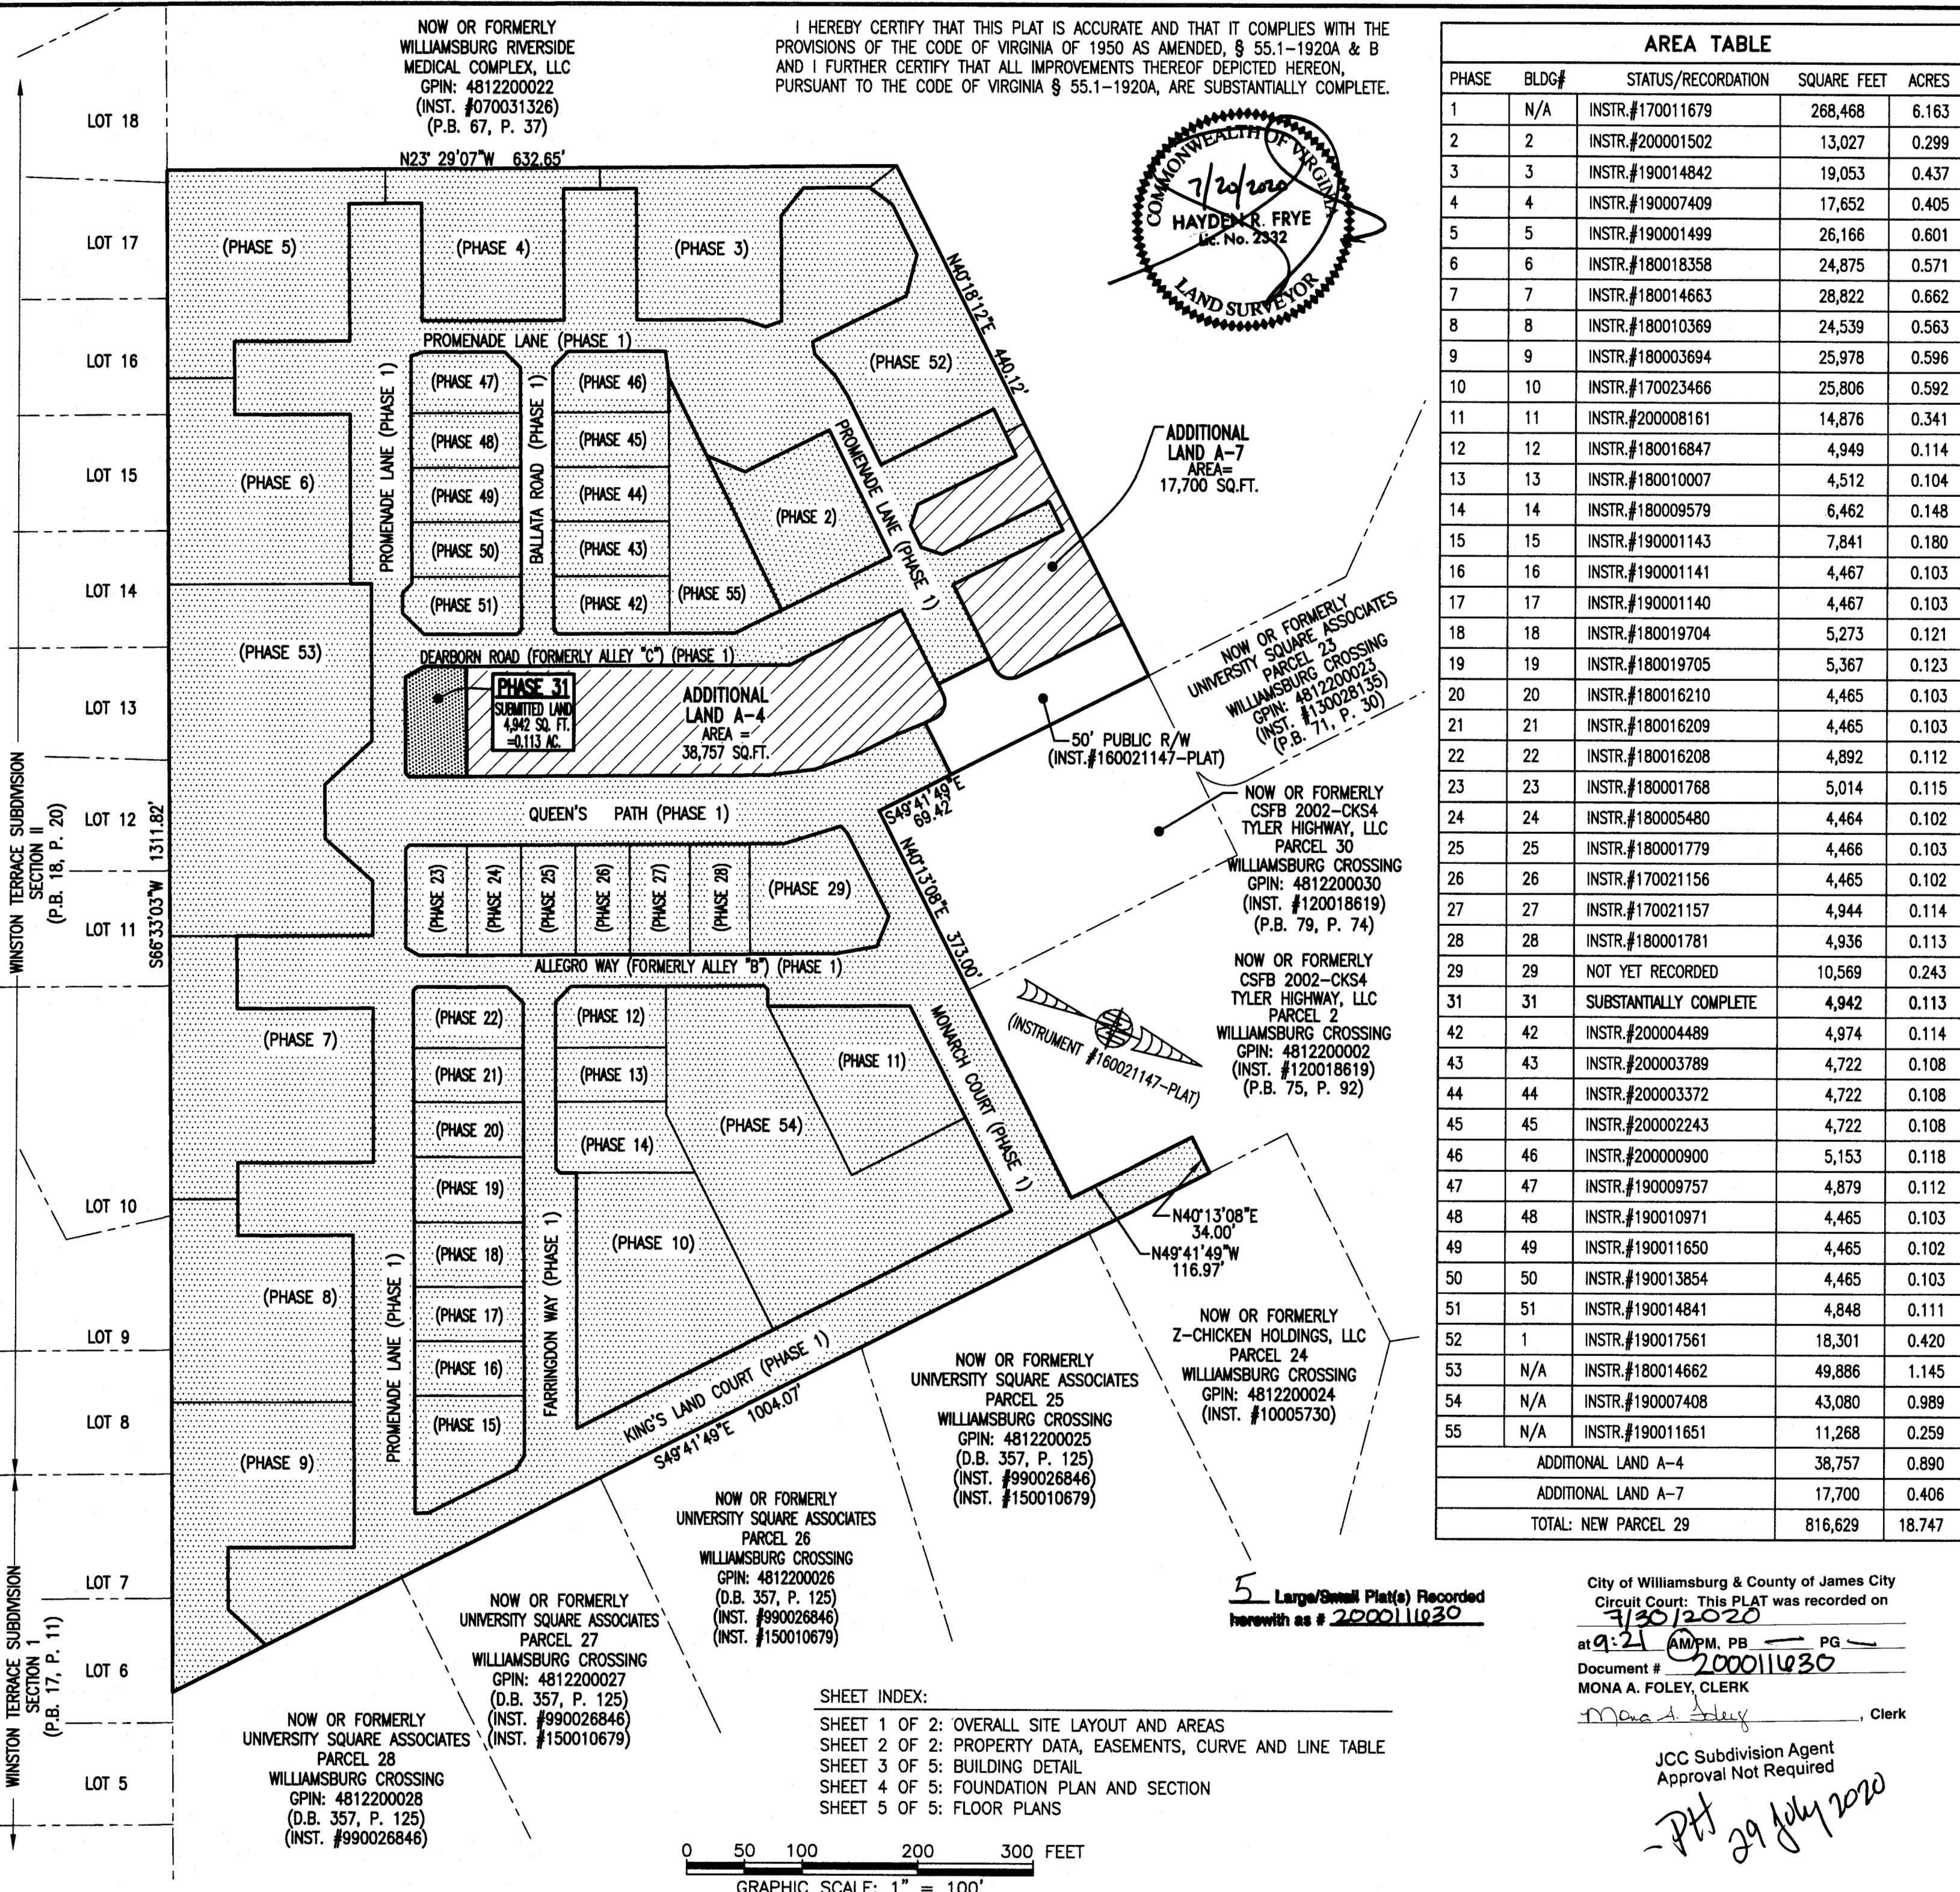 NOW OR FORMERLY
WILLIAMSBURG RIVERSIDE
MEDICAL COMPLEX, LLC
GPIN: 4812200022
(INST. #070031326)
(P.B. 67, P. 37)
N23° 29'07"W 632.65'
I HEREBY CERTIFY THAT THIS PLAT IS ACCURATE AND THAT IT COMPLIES WITH THE
PROVISIONS OF THE CODE OF VIRGINIA OF 1950 AS AMENDED, § 55.1-1920A & B
AND I FURTHER CERTIFY THAT ALL IMPROVEMENTS THEREOF DEPICTED HEREON,
PURSUANT TO THE CODE OF VIRGINIA § 55.1-1920A, ARE SUBSTANTIALLY COMPLETE.
COMMONWEALTH OF VIRGINIA
7/20/2020
HAYDEN R. FRYE
Lic. No. 2332
LAND SURVEYOR
LOT 18
LOT 17
LOT 16
LOT 15
LOT 14
LOT 13
LOT 12
LOT 11
LOT 10
LOT 9
LOT 8
LOT 7
LOT 6
LOT 5
WINSTON TERRACE SUBDIVISION
SECTION II
(P.B. 18, P. 20)
WINSTON TERRACE SUBDIVISION
SECTION 1
(P.B. 17, P. 11)
S66°33'03"W 1311.82'
(PHASE 5)
(PHASE 4)
(PHASE 3)
N40°18'12"E 440.12'
PROMENADE LANE (PHASE 1)
(PHASE 52)
PROMENADE LANE (PHASE 1)
(PHASE 47)
(PHASE 48)
(PHASE 49)
(PHASE 50)
(PHASE 51)
BALLATA ROAD (PHASE 1)
(PHASE 46)
(PHASE 45)
(PHASE 44)
(PHASE 43)
(PHASE 42)
(PHASE 55)
(PHASE 2)
PROMENADE LANE (PHASE 1)
(PHASE 6)
ADDITIONAL
LAND A-7
AREA=
17,700 SQ.FT.
(PHASE 53)
DEARBORN ROAD (FORMERLY ALLEY "C") (PHASE 1)
PHASE 31
SUBMITTED LAND
4,942 SQ. FT.
=0.113 AC.
ADDITIONAL
LAND A-4
AREA =
38,757 SQ.FT.
NOW OR FORMERLY
UNIVERSITY SQUARE ASSOCIATES
PARCEL 23
WILLIAMSBURG CROSSING
GPIN: 4812200023
(INST. #130028135)
(P.B. 71, P. 30)
50' PUBLIC R/W
(INST.#160021147-PLAT)
QUEEN'S PATH (PHASE 1)
S49°41'49"E
69.42'
NOW OR FORMERLY
CSFB 2002-CKS4
TYLER HIGHWAY, LLC
PARCEL 30
WILLIAMSBURG CROSSING
GPIN: 4812200030
(INST. #120018619)
(P.B. 79, P. 74)
(PHASE 23)
(PHASE 24)
(PHASE 25)
(PHASE 26)
(PHASE 27)
(PHASE 28)
(PHASE 29)
N40°13'08"E 373.00'
ALLEGRO WAY (FORMERLY ALLEY "B") (PHASE 1)
NOW OR FORMERLY
CSFB 2002-CKS4
TYLER HIGHWAY, LLC
PARCEL 2
WILLIAMSBURG CROSSING
GPIN: 4812200002
(INST. #120018619)
(P.B. 75, P. 92)
(INSTRUMENT #160021147-PLAT)
(PHASE 7)
(PHASE 22)
(PHASE 21)
(PHASE 20)
(PHASE 19)
(PHASE 18)
(PHASE 17)
(PHASE 16)
(PHASE 15)
(PHASE 12)
(PHASE 13)
(PHASE 14)
(PHASE 11)
(PHASE 54)
(PHASE 10)
MONARCH COURT (PHASE 1)
PROMENADE LANE (PHASE 1)
FARRINGDON WAY (PHASE 1)
(PHASE 8)
(PHASE 9)
N40°13'08"E
34.00'
N49°41'49"W
116.97'
KING'S LAND COURT (PHASE 1)
S49°41'49"E 1004.07'
NOW OR FORMERLY
Z-CHICKEN HOLDINGS, LLC
PARCEL 24
WILLIAMSBURG CROSSING
GPIN: 4812200024
(INST. #10005730)
NOW OR FORMERLY
UNIVERSITY SQUARE ASSOCIATES
PARCEL 25
WILLIAMSBURG CROSSING
GPIN: 4812200025
(D.B. 357, P. 125)
(INST. #990026846)
(INST. #150010679)
NOW OR FORMERLY
UNIVERSITY SQUARE ASSOCIATES
PARCEL 26
WILLIAMSBURG CROSSING
GPIN: 4812200026
(D.B. 357, P. 125)
(INST. #990026846)
(INST. #150010679)
NOW OR FORMERLY
UNIVERSITY SQUARE ASSOCIATES
PARCEL 27
WILLIAMSBURG CROSSING
GPIN: 4812200027
(D.B. 357, P. 125)
(INST. #990026846)
(INST. #150010679)
NOW OR FORMERLY
UNIVERSITY SQUARE ASSOCIATES
PARCEL 28
WILLIAMSBURG CROSSING
GPIN: 4812200028
(D.B. 357, P. 125)
(INST. #990026846)
SHEET INDEX:
SHEET 1 OF 2: OVERALL SITE LAYOUT AND AREAS
SHEET 2 OF 2: PROPERTY DATA, EASEMENTS, CURVE AND LINE TABLE
SHEET 3 OF 5: BUILDING DETAIL
SHEET 4 OF 5: FOUNDATION PLAN AND SECTION
SHEET 5 OF 5: FLOOR PLANS
0 50 100 200 300 FEET
GRAPHIC SCALE: 1" = 100'
AREA TABLE
PHASE BLDG# STATUS/RECORDATION SQUARE FEET ACRES
1 N/A INSTR.#170011679 268,468 6.163
2 2 INSTR.#200001502 13,027 0.299
3 3 INSTR.#190014842 19,053 0.437
4 4 INSTR.#190007409 17,652 0.405
5 5 INSTR.#190001499 26,166 0.601
6 6 INSTR.#180018358 24,875 0.571
7 7 INSTR.#180014663 28,822 0.662
8 8 INSTR.#180010369 24,539 0.563
9 9 INSTR.#180003694 25,978 0.596
10 10 INSTR.#170023466 25,806 0.592
11 11 INSTR.#200008161 14,876 0.341
12 12 INSTR.#180016847 4,949 0.114
13 13 INSTR.#180010007 4,512 0.104
14 14 INSTR.#180009579 6,462 0.148
15 15 INSTR.#190001143 7,841 0.180
16 16 INSTR.#190001141 4,467 0.103
17 17 INSTR.#190001140 4,467 0.103
18 18 INSTR.#180019704 5,273 0.121
19 19 INSTR.#180019705 5,367 0.123
20 20 INSTR.#180016210 4,465 0.103
21 21 INSTR.#180016209 4,465 0.103
22 22 INSTR.#180016208 4,892 0.112
23 23 INSTR.#180001768 5,014 0.115
24 24 INSTR.#180005480 4,464 0.102
25 25 INSTR.#180001779 4,466 0.103
26 26 INSTR.#170021156 4,465 0.102
27 27 INSTR.#170021157 4,944 0.114
28 28 INSTR.#180001781 4,936 0.113
29 29 NOT YET RECORDED 10,569 0.243
31 31 SUBSTANTIALLY COMPLETE 4,942 0.113
42 42 INSTR.#200004489 4,974 0.114
43 43 INSTR.#200003789 4,722 0.108
44 44 INSTR.#200003372 4,722 0.108
45 45 INSTR.#200002243 4,722 0.108
46 46 INSTR.#200000900 5,153 0.118
47 47 INSTR.#190009757 4,879 0.112
48 48 INSTR.#190010971 4,465 0.103
49 49 INSTR.#190011650 4,465 0.102
50 50 INSTR.#190013854 4,465 0.103
51 51 INSTR.#190014841 4,848 0.111
52 1 INSTR.#190017561 18,301 0.420
53 N/A INSTR.#180014662 49,886 1.145
54 N/A INSTR.#190007408 43,080 0.989
55 N/A INSTR.#190011651 11,268 0.259
ADDITIONAL LAND A-4 38,757 0.890
ADDITIONAL LAND A-7 17,700 0.406
TOTAL: NEW PARCEL 29 816,629 18.747
5 Large/Small Plat(s) Recorded
herewith as # 200011630
City of Williamsburg & County of James City
Circuit Court: This PLAT was recorded on
7/30/2020
at 9:21 AM/PM, PB — PG —
Document # 200011630
MONA A. FOLEY, CLERK
Mona A. Foley, Clerk
JCC Subdivision Agent
Approval Not Required
-PH 29 July 2020